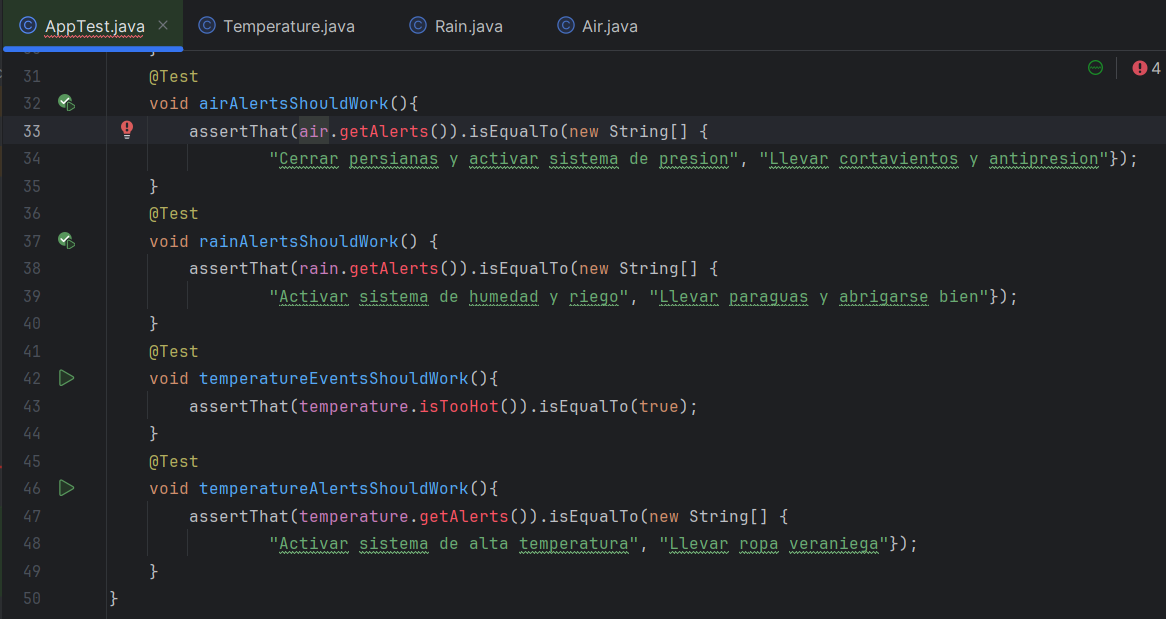 AppTest.java Temperature.java Rain.java Air.java
4
31 @Test
32 void airAlertsShouldWork(){
33 assertThat(air.getAlerts()).isEqualTo(new String[] {
34 "Cerrar persianas y activar sistema de presion", "Llevar cortavientos y antipresion"});
35 }
36 @Test
37 void rainAlertsShouldWork() {
38 assertThat(rain.getAlerts()).isEqualTo(new String[] {
39 "Activar sistema de humedad y riego", "Llevar paraguas y abrigarse bien"});
40 }
41 @Test
42 void temperatureEventsShouldWork(){
43 assertThat(temperature.isTooHot()).isEqualTo(true);
44 }
45 @Test
46 void temperatureAlertsShouldWork(){
47 assertThat(temperature.getAlerts()).isEqualTo(new String[] {
48 "Activar sistema de alta temperatura", "Llevar ropa veraniega"});
49 }
50 }